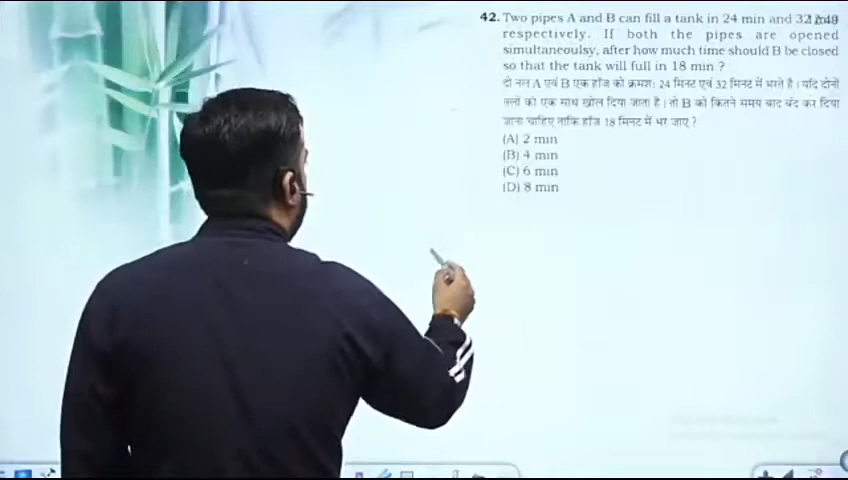 42. Two pipes A and B can fill a tank in 24 min and 32
respectively. If both the pipes are opened
simultaneoulsy, after how much time should B be closed
so that the tank will full in 18 min ?
दो नल A एवं B एक हॉज को क्रमश: 24 मिनट एवं 32 मिनट में भरते है। यदि दोनों
नलों को एक साथ खोल दिया जाता है। तो B को कितने समय बाद बंद कर दिया
जाना चाहिए ताकि हॉज 18 मिनट में भर जाए ?
(A) 2 min
(B) 4 min
(C) 6 min
(D) 8 min